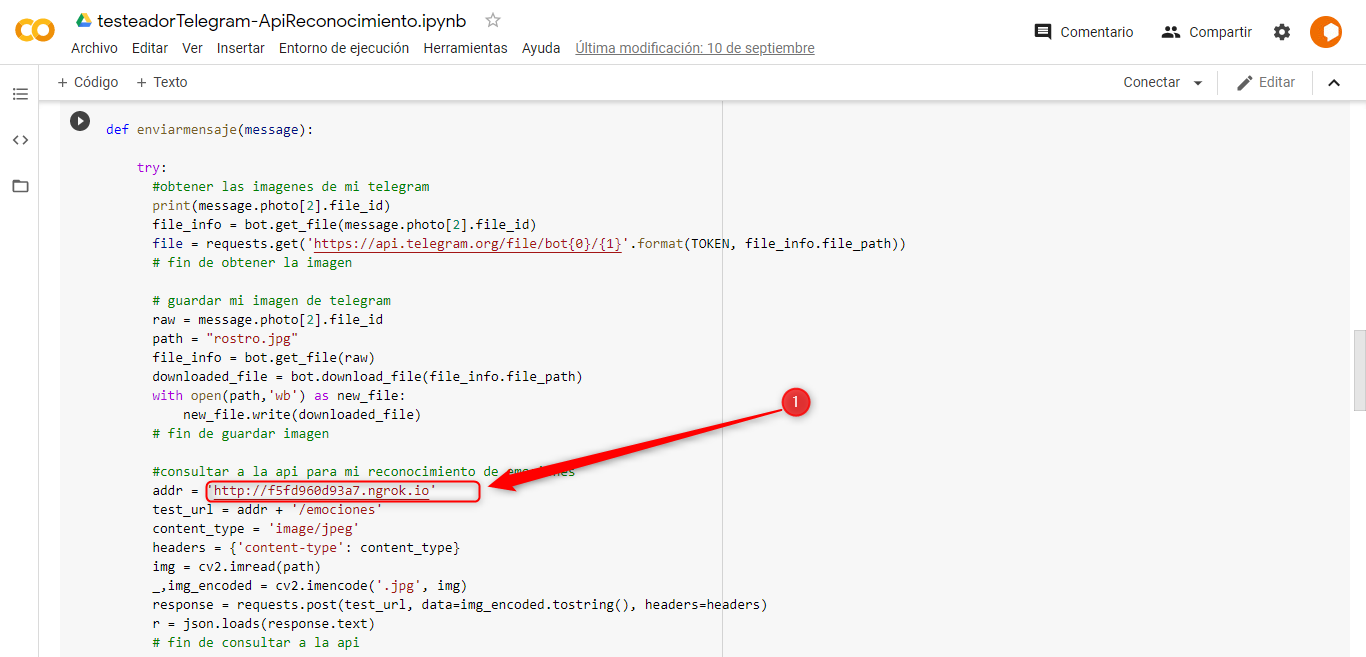 testeadorTelegram-ApiReconocimiento.ipynb
Archivo Editar Ver Insertar Entorno de ejecución Herramientas Ayuda Última modificación: 10 de septiembre
Comentario Compartir
+ Código + Texto
Conectar Editar
def enviarmensaje(message):
try:
#obtener las imagenes de mi telegram
print(message.photo[2].file_id)
file_info = bot.get_file(message.photo[2].file_id)
file = requests.get('https://api.telegram.org/file/bot{0}/{1}'.format(TOKEN, file_info.file_path))
# fin de obtener la imagen
# guardar mi imagen de telegram
raw = message.photo[2].file_id
path = "rostro.jpg"
file_info = bot.get_file(raw)
downloaded_file = bot.download_file(file_info.file_path)
with open(path,'wb') as new_file:
new_file.write(downloaded_file)
# fin de guardar imagen
1
#consultar a la api para mi reconocimiento de emociones
addr = 'http://f5fd960d93a7.ngrok.io'
test_url = addr + '/emociones'
content_type = 'image/jpeg'
headers = {'content-type': content_type}
img = cv2.imread(path)
_,img_encoded = cv2.imencode('.jpg', img)
response = requests.post(test_url, data=img_encoded.tostring(), headers=headers)
r = json.loads(response.text)
# fin de consultar a la api